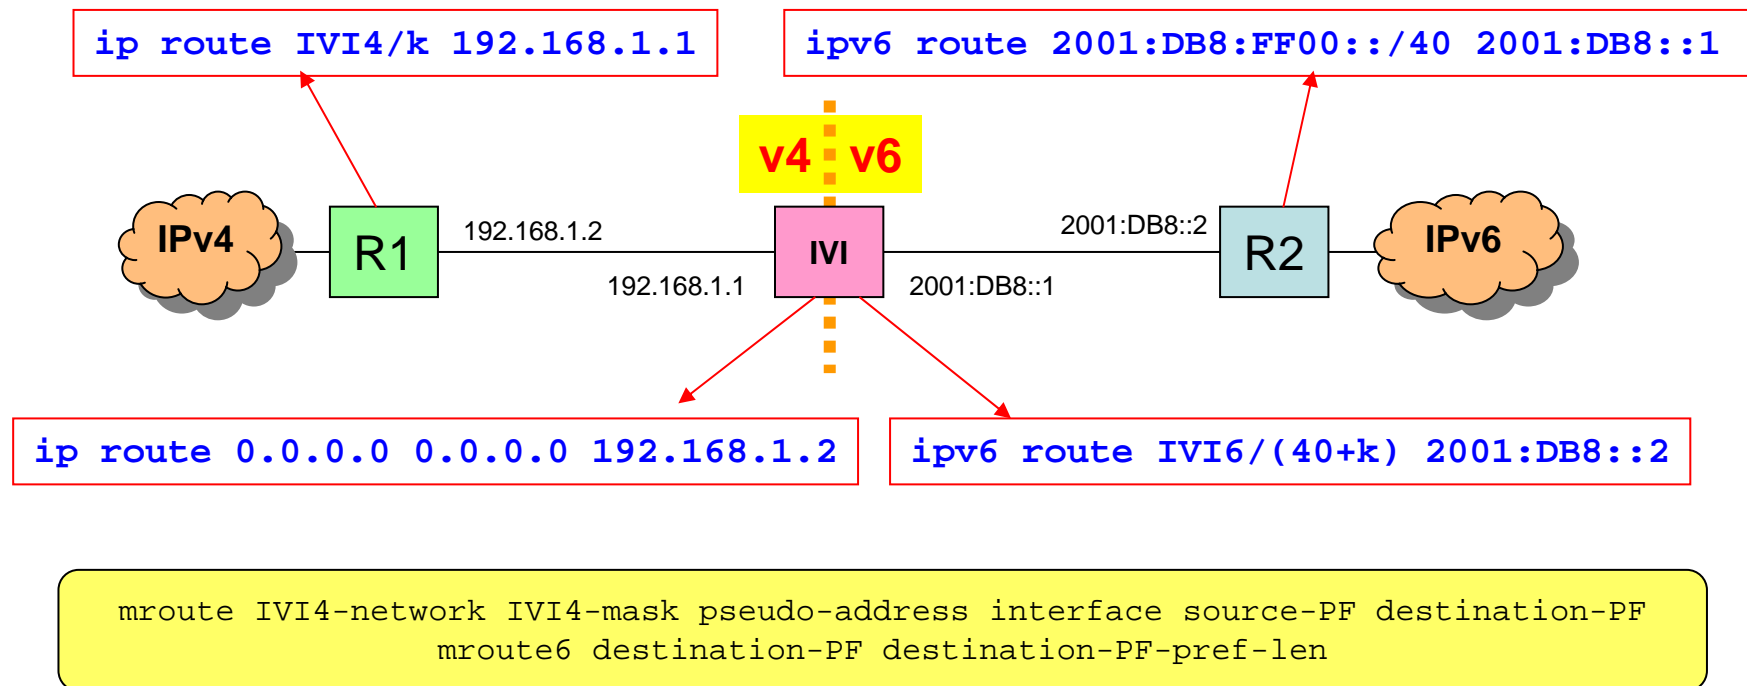 ip route IVI4/k 192.168.1.1
ipv6 route 2001:DB8:FF00::/40 2001:DB8::1
v4 v6
IPv4
R1
192.168.1.2
192.168.1.1
IVI
2001:DB8::1
2001:DB8::2
R2
IPv6
ip route 0.0.0.0 0.0.0.0 192.168.1.2
ipv6 route IVI6/(40+k) 2001:DB8::2
mroute IVI4-network IVI4-mask pseudo-address interface source-PF destination-PF
mroute6 destination-PF destination-PF-pref-len